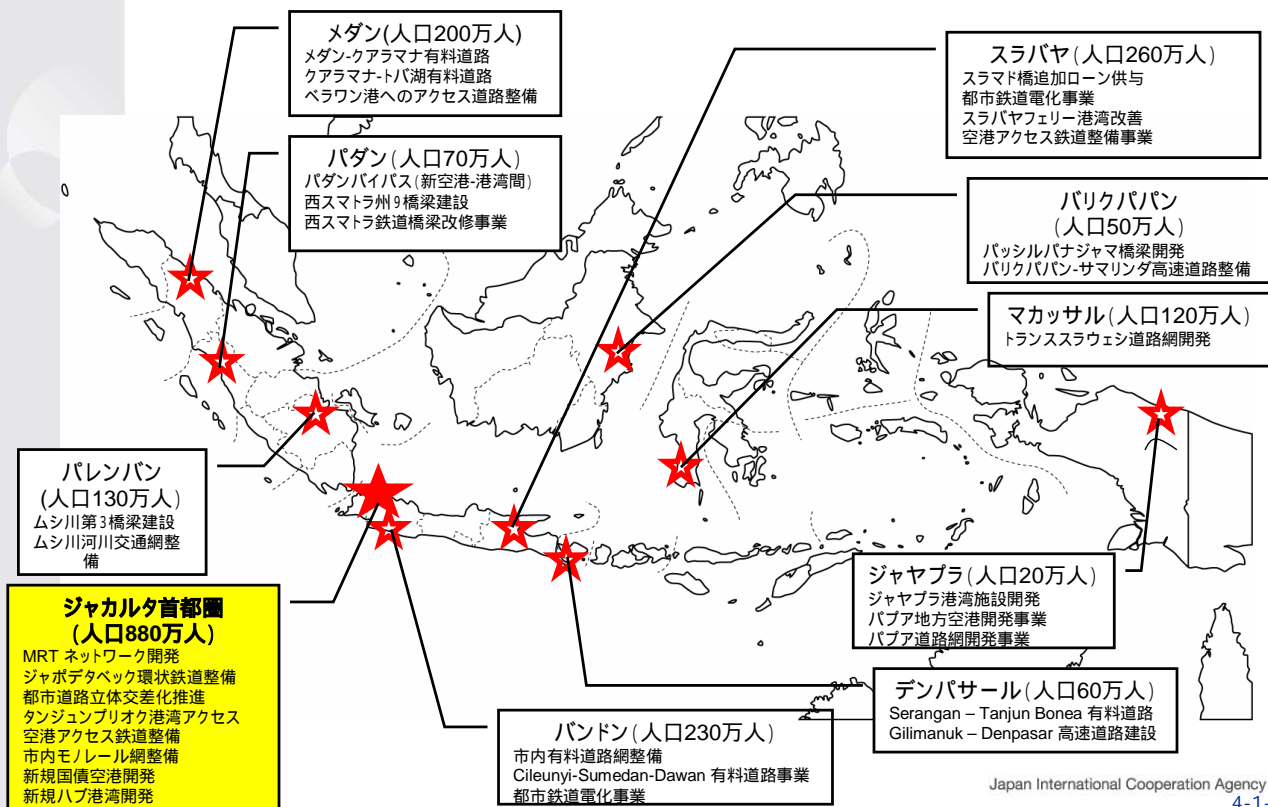 メダン(人口200万人)
メダン-クアラマナ有料道路
クアラマナ-トバ湖有料道路
ベラワン港へのアクセス道路整備
スラバヤ(人口260万人)
スラマド橋追加ローン供与
都市鉄道電化事業
スラバヤフェリー港湾改善
空港アクセス鉄道整備事業
パダン(人口70万人)
パダンバイパス(新空港-港湾間)
西スマトラ州9橋梁建設
西スマトラ鉄道橋梁改修事業
バリクパパン
(人口50万人)
パッシルパナジャマ橋梁開発
バリクパパン-サマリンダ高速道路整備
マカッサル(人口120万人)
トランススラウェシ道路網開発
パレンバン
(人口130万人)
ムシ川第3橋梁建設
ムシ川河川交通網整
備
ジャカルタ首都圏
(人口880万人)
MRT ネットワーク開発
ジャボデタベック環状鉄道整備
都市道路立体交差化推進
タンジュンプリオク港湾アクセス
空港アクセス鉄道整備
市内モノレール網整備
新規国債空港開発
新規ハブ港湾開発
ジャヤプラ(人口20万人)
ジャヤプラ港湾施設開発
パプア地方空港開発事業
パプア道路網開発事業
デンパサール(人口60万人)
Serangan – Tanjun Bonea 有料道路
Gilimanuk – Denpasar 高速道路建設
バンドン(人口230万人)
市内有料道路網整備
Cileunyi-Sumedan-Dawan 有料道路事業
都市鉄道電化事業
Japan International Cooperation Agency
4-1-